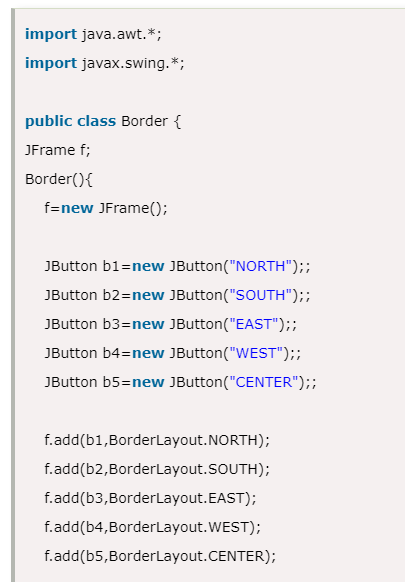 import java.awt.*;
import javax.swing.*;
public class Border {
JFrame f;
Border(){
f=new JFrame();
JButton b1=new JButton("NORTH");;
JButton b2=new JButton("SOUTH");;
JButton b3=new JButton("EAST");;
JButton b4=new JButton("WEST");;
JButton b5=new JButton("CENTER");;
f.add(b1,BorderLayout.NORTH);
f.add(b2,BorderLayout.SOUTH);
f.add(b3,BorderLayout.EAST);
f.add(b4,BorderLayout.WEST);
f.add(b5,BorderLayout.CENTER);